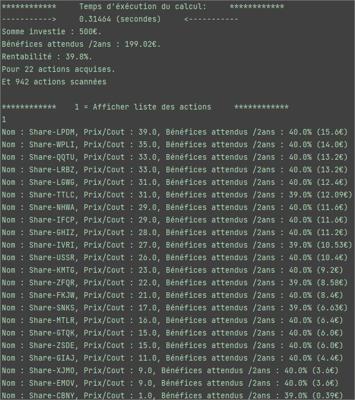 ************ Temps d'éxécution du calcul: ************
-----------> 0.31464 (secondes) <-----------
Somme investie : 500€.
Bénéfices attendus /2ans : 199.02€.
Rentabilité : 39.8%.
Pour 22 actions acquises.
Et 942 actions scannées
************ 1 = Afficher liste des actions ************
1
Nom : Share-LPDM, Prix/Cout : 39.0, Bénéfices attendus /2ans : 40.0% (15.6€)
Nom : Share-WPLI, Prix/Cout : 35.0, Bénéfices attendus /2ans : 40.0% (14.0€)
Nom : Share-QQTU, Prix/Cout : 33.0, Bénéfices attendus /2ans : 40.0% (13.2€)
Nom : Share-LRBZ, Prix/Cout : 33.0, Bénéfices attendus /2ans : 40.0% (13.2€)
Nom : Share-LGWG, Prix/Cout : 31.0, Bénéfices attendus /2ans : 40.0% (12.4€)
Nom : Share-TTLC, Prix/Cout : 31.0, Bénéfices attendus /2ans : 39.0% (12.09€)
Nom : Share-NHWA, Prix/Cout : 29.0, Bénéfices attendus /2ans : 40.0% (11.6€)
Nom : Share-IFCP, Prix/Cout : 29.0, Bénéfices attendus /2ans : 40.0% (11.6€)
Nom : Share-GHIZ, Prix/Cout : 28.0, Bénéfices attendus /2ans : 40.0% (11.2€)
Nom : Share-IVRI, Prix/Cout : 27.0, Bénéfices attendus /2ans : 39.0% (10.53€)
Nom : Share-USSR, Prix/Cout : 26.0, Bénéfices attendus /2ans : 40.0% (10.4€)
Nom : Share-KMTG, Prix/Cout : 23.0, Bénéfices attendus /2ans : 40.0% (9.2€)
Nom : Share-ZFQR, Prix/Cout : 22.0, Bénéfices attendus /2ans : 39.0% (8.58€)
Nom : Share-FKJW, Prix/Cout : 21.0, Bénéfices attendus /2ans : 40.0% (8.4€)
Nom : Share-SNKS, Prix/Cout : 17.0, Bénéfices attendus /2ans : 39.0% (6.63€)
Nom : Share-MTLR, Prix/Cout : 16.0, Bénéfices attendus /2ans : 40.0% (6.4€)
Nom : Share-GTQK, Prix/Cout : 15.0, Bénéfices attendus /2ans : 40.0% (6.0€)
Nom : Share-ZSDE, Prix/Cout : 15.0, Bénéfices attendus /2ans : 40.0% (6.0€)
Nom : Share-GIAJ, Prix/Cout : 11.0, Bénéfices attendus /2ans : 40.0% (4.4€)
Nom : Share-XJMO, Prix/Cout : 9.0, Bénéfices attendus /2ans : 40.0% (3.6€)
Nom : Share-EMOV, Prix/Cout : 9.0, Bénéfices attendus /2ans : 40.0% (3.6€)
Nom : Share-CBNY, Prix/Cout : 1.0, Bénéfices attendus /2ans : 39.0% (0.39€)